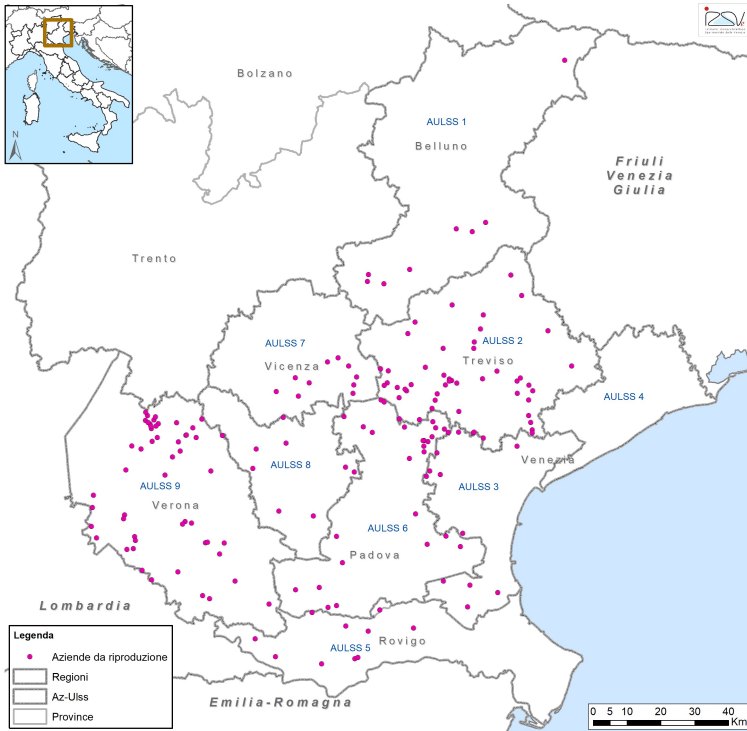 N
Bolzano
AULSS 1
Belluno
Friuli
Venezia
Giulia
Trento
AULSS 7
Vicenza
AULSS 2
Treviso
AULSS 4
Venezia
AULSS 8
AULSS 3
AULSS 9
Verona
AULSS 6
Padova
Lombardia
Rovigo
AULSS 5
Emilia-Romagna
Legenda
Aziende da riproduzione
Regioni
Az-Ulss
Province
0 5 10 20 30 40
Km